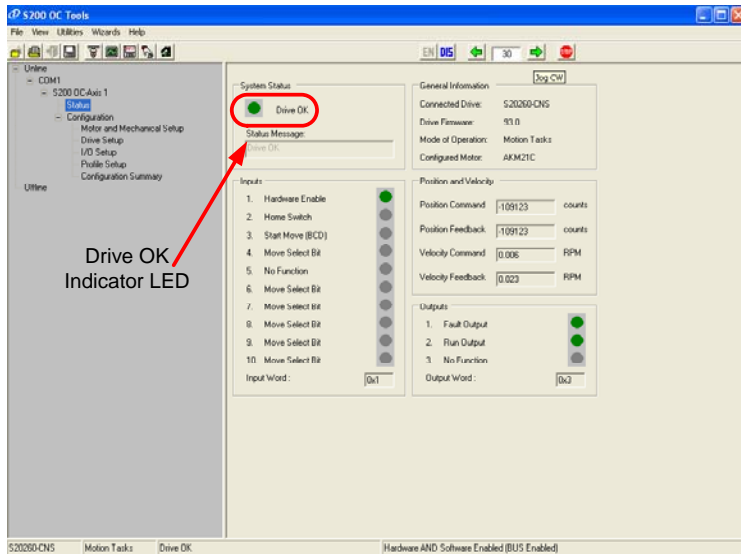 S200 OC Tools
File View Utilities Wizards Help
EN DIS 30
Jog CW
Online
COM1
S200 OC-Axis 1
Status
Configuration
Motor and Mechanical Setup
Drive Setup
I/O Setup
Profile Setup
Configuration Summary
Offline
System Status
Drive OK
Status Message:
Drive OK
General Information
Connected Drive: S20260-CNS
Drive Firmware: 93.0
Mode of Operation: Motion Tasks
Configured Motor: AKM21C
Inputs
1. Hardware Enable
2. Home Switch
3. Start Move (BCD)
4. Move Select Bit
5. No Function
6. Move Select Bit
7. Move Select Bit
8. Move Select Bit
9. Move Select Bit
10. Move Select Bit
Input Word: 0x1
Position and Velocity
Position Command -109123 counts
Position Feedback -109123 counts
Velocity Command 0.006 RPM
Velocity Feedback 0.023 RPM
Outputs
1. Fault Output
2. Run Output
3. No Function
Output Word: 0x3
Drive OK
Indicator LED
S20260-CNS Motion Tasks Drive OK Hardware AND Software Enabled (BUS Enabled)